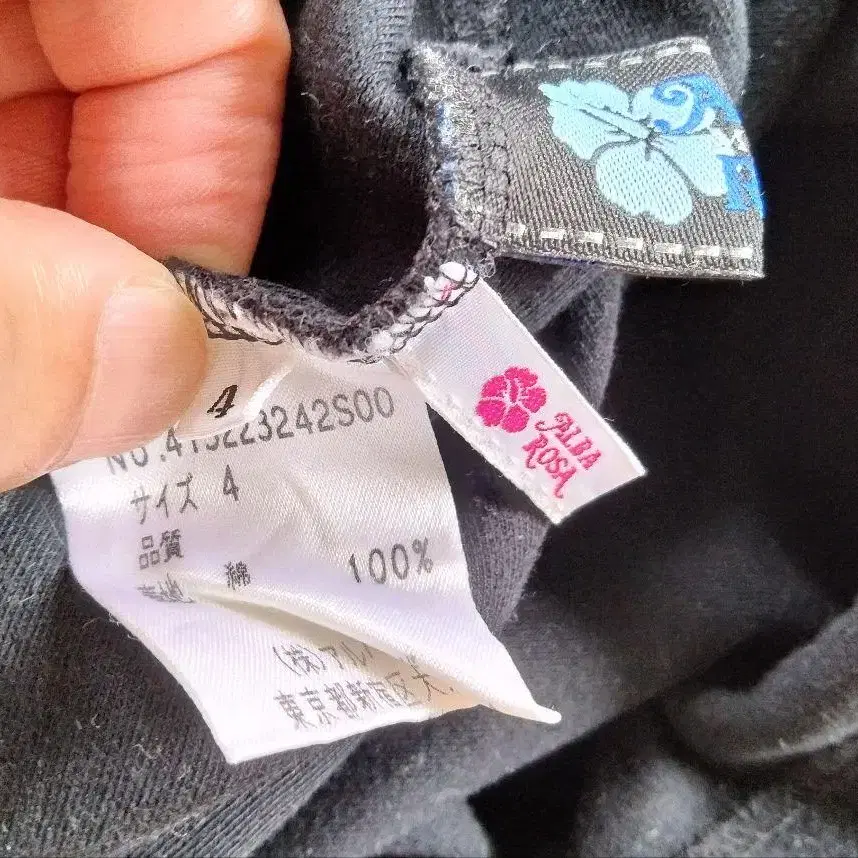 4
ALBA
ROSA
NO.415223242S00
サイズ 4
品質
綿 100%
(株)アル
東京都新宿区大